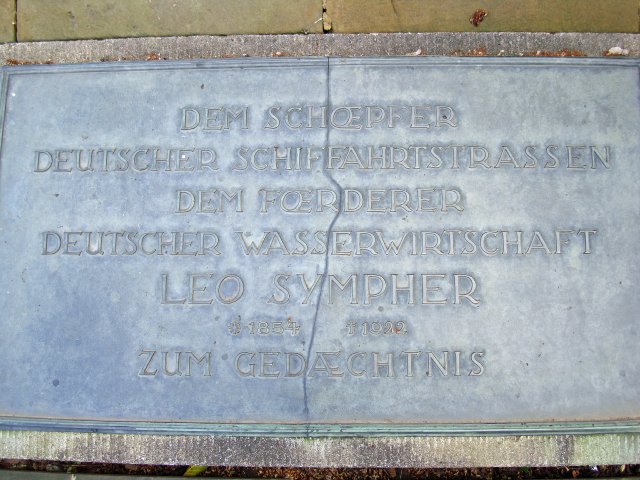 DEM SCHŒPFER
DEUTSCHER SCHIFFAHRTSTRASSEN
DEM FŒRDERER
DEUTSCHER WASSERWIRTSCHAFT
LEO SYMPHER
* 1854 † 1922
ZUM GEDÆCHTNIS